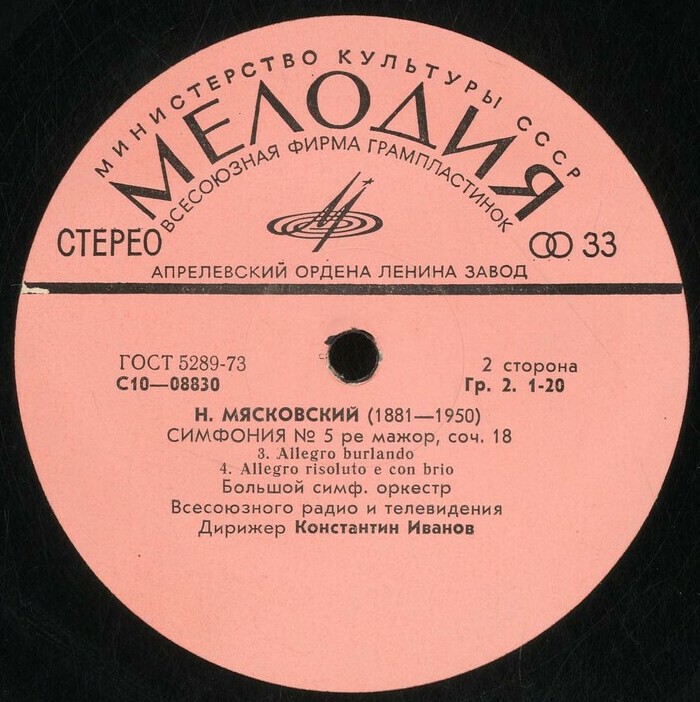 МИНИСТЕРСТВО КУЛЬТУРЫ СССР
МЕЛОДИЯ
ВСЕСОЮЗНАЯ ФИРМА ГРАМПЛАСТИНОК
СТЕРЕО
33
АПРЕЛЕВСКИЙ ОРДЕНА ЛЕНИНА ЗАВОД
ГОСТ 5289-73
2 сторона
С10—08830
Гр. 2. 1-20
Н. МЯСКОВСКИЙ (1881—1950)
СИМФОНИЯ № 5 ре мажор, соч. 18
3. Allegro burlando
4. Allegro risoluto e con brio
Большой симф. оркестр
Всесоюзного радио и телевидения
Дирижер Константин Иванов